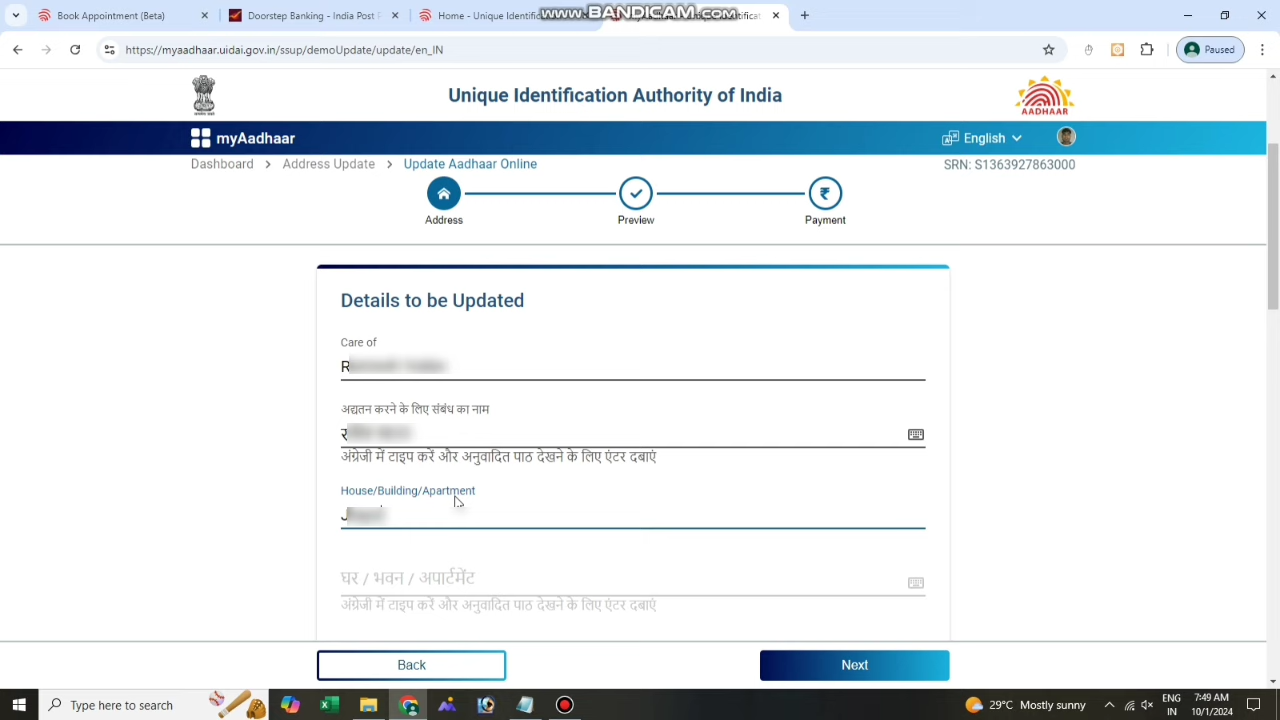 www.BANDICAM.com
Book Appointment (Beta)
Doorstep Address - Dak Post
Home - Unique Identification
https://myaadhaar.uidai.gov.in/ssup/demoUpdate/update/en_IN
Paused
Unique Identification Authority of India
AADHAAR
myAadhaar
English
Dashboard > Address Update > Update Aadhaar Online
SRN: S1363927863000
Address
Preview
Payment
Details to be Updated
Care of
R
अद्यतन करने के लिए संबंध का नाम
र
अंग्रेजी में टाइप करें और अनुवादित पाठ देखने के लिए एंटर दबाएं
House/Building/Apartment
J
घर / भवन / अपार्टमेंट
अंग्रेजी में टाइप करें और अनुवादित पाठ देखने के लिए एंटर दबाएं
Back
Next
Type here to search
29°C Mostly sunny
ENG
IN
7:49 AM
10/1/2024